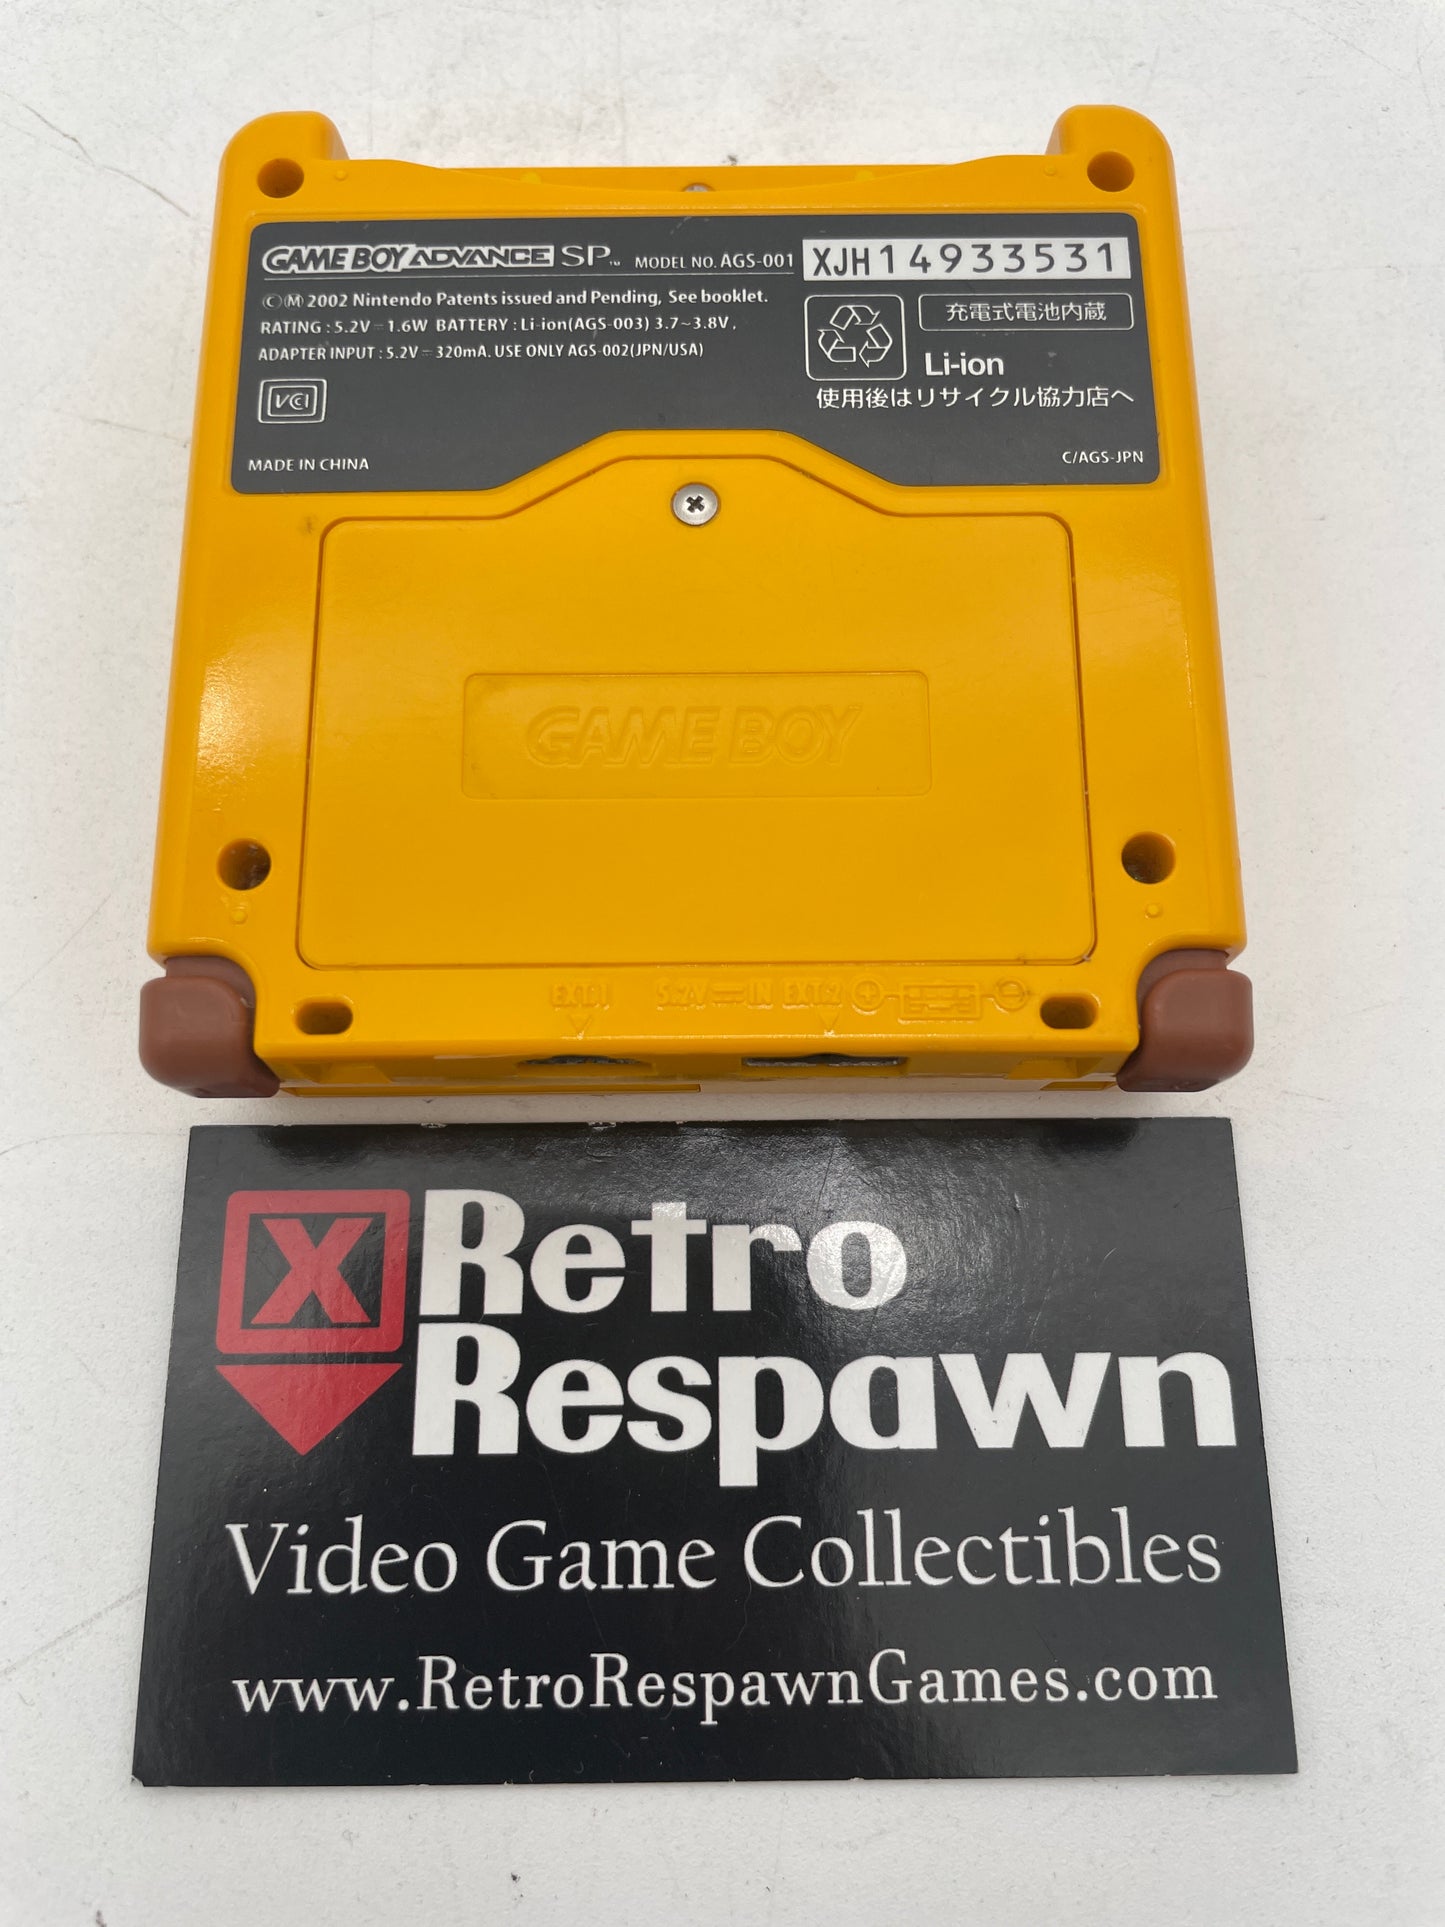 GAME BOY ADVANCE SP™ MODEL NO. AGS-001 XJH14933531
ⒸⓂ 2002 Nintendo Patents issued and Pending, See booklet.
RATING : 5.2V⎓1.6W BATTERY : Li-ion(AGS-003) 3.7~3.8V,
ADAPTER INPUT : 5.2V⎓320mA. USE ONLY AGS-002(JPN/USA)
VCCI
MADE IN CHINA
充電式電池内蔵
Li-ion
使用後はリサイクル協力店へ
C/AGS-JPN
GAME BOY
EXT.1 5.2V⎓IN EXT.2
X
Retro
Respawn
Video Game Collectibles
www.RetroRespawnGames.com